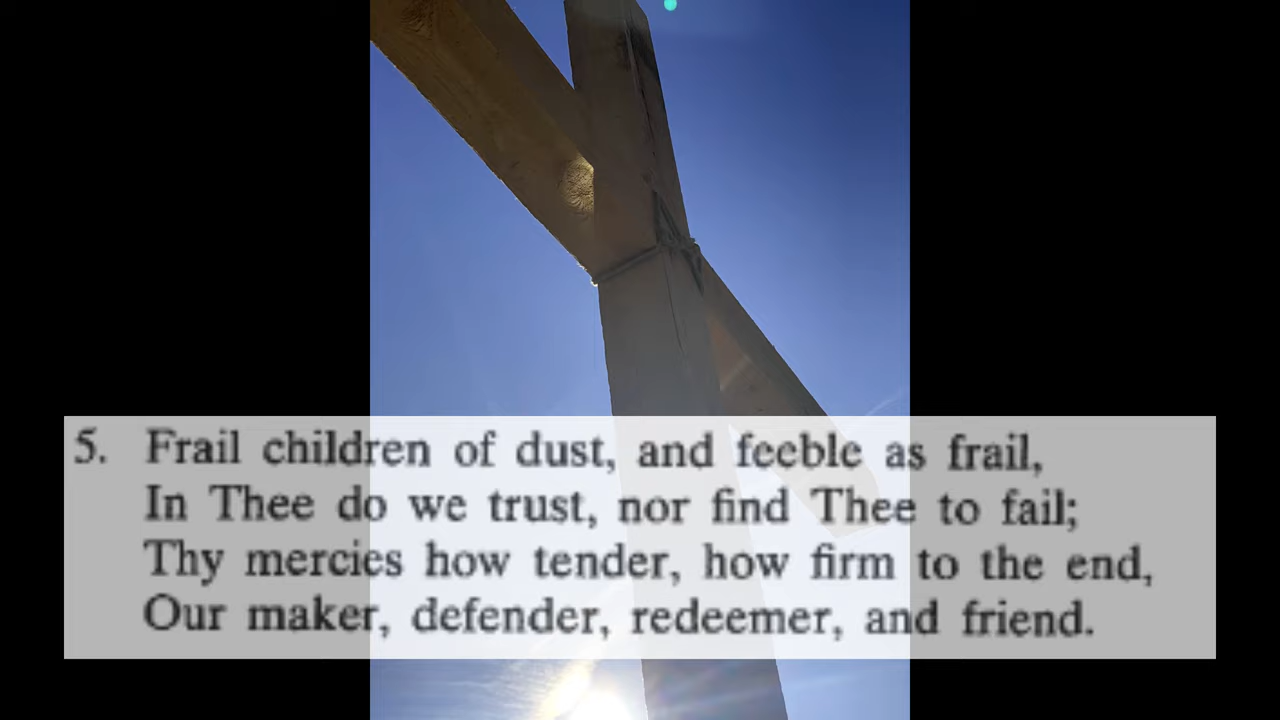 5. Frail children of dust, and feeble as frail,
In Thee do we trust, nor find Thee to fail;
Thy mercies how tender, how firm to the end,
Our maker, defender, redeemer, and friend.